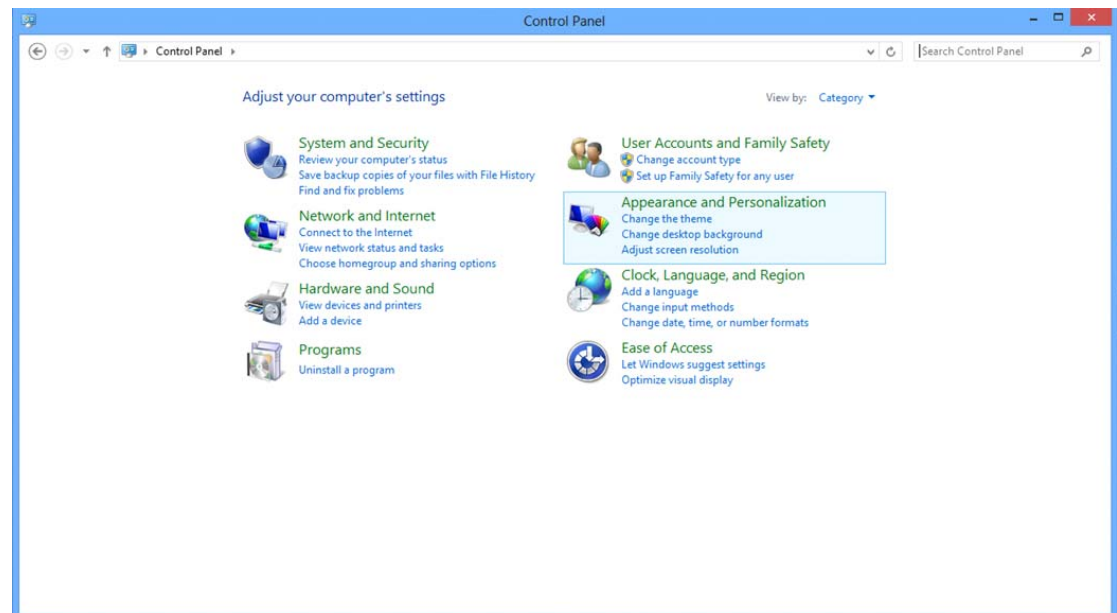 Control Panel
Control Panel
Search Control Panel
Adjust your computer's settings
View by: Category
System and Security
Review your computer's status
Save backup copies of your files with File History
Find and fix problems
Network and Internet
Connect to the Internet
View network status and tasks
Choose homegroup and sharing options
Hardware and Sound
View devices and printers
Add a device
Programs
Uninstall a program
User Accounts and Family Safety
Change account type
Set up Family Safety for any user
Appearance and Personalization
Change the theme
Change desktop background
Adjust screen resolution
Clock, Language, and Region
Add a language
Change input methods
Change date, time, or number formats
Ease of Access
Let Windows suggest settings
Optimize visual display